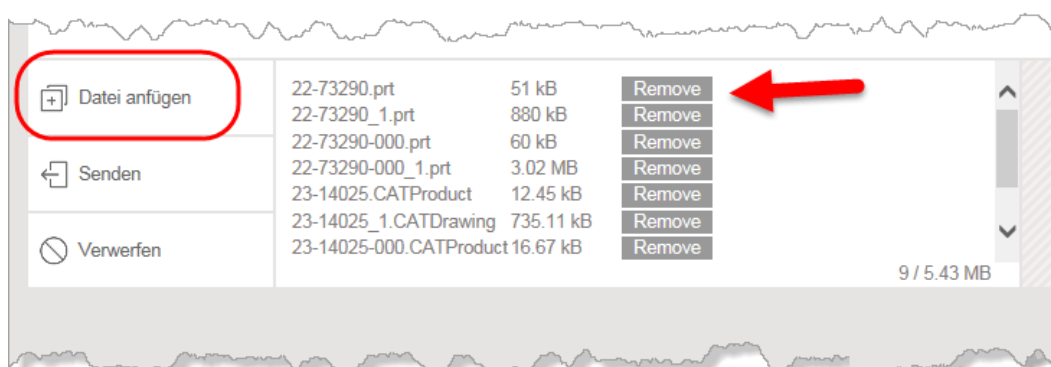 Datei anfügen
Senden
Verwerfen
22-73290.prt 51 kB Remove
22-73290_1.prt 880 kB Remove
22-73290-000.prt 60 kB Remove
22-73290-000_1.prt 3.02 MB Remove
23-14025.CATProduct 12.45 kB Remove
23-14025_1.CATDrawing 735.11 kB Remove
23-14025-000.CATProduct 16.67 kB Remove
9 / 5.43 MB